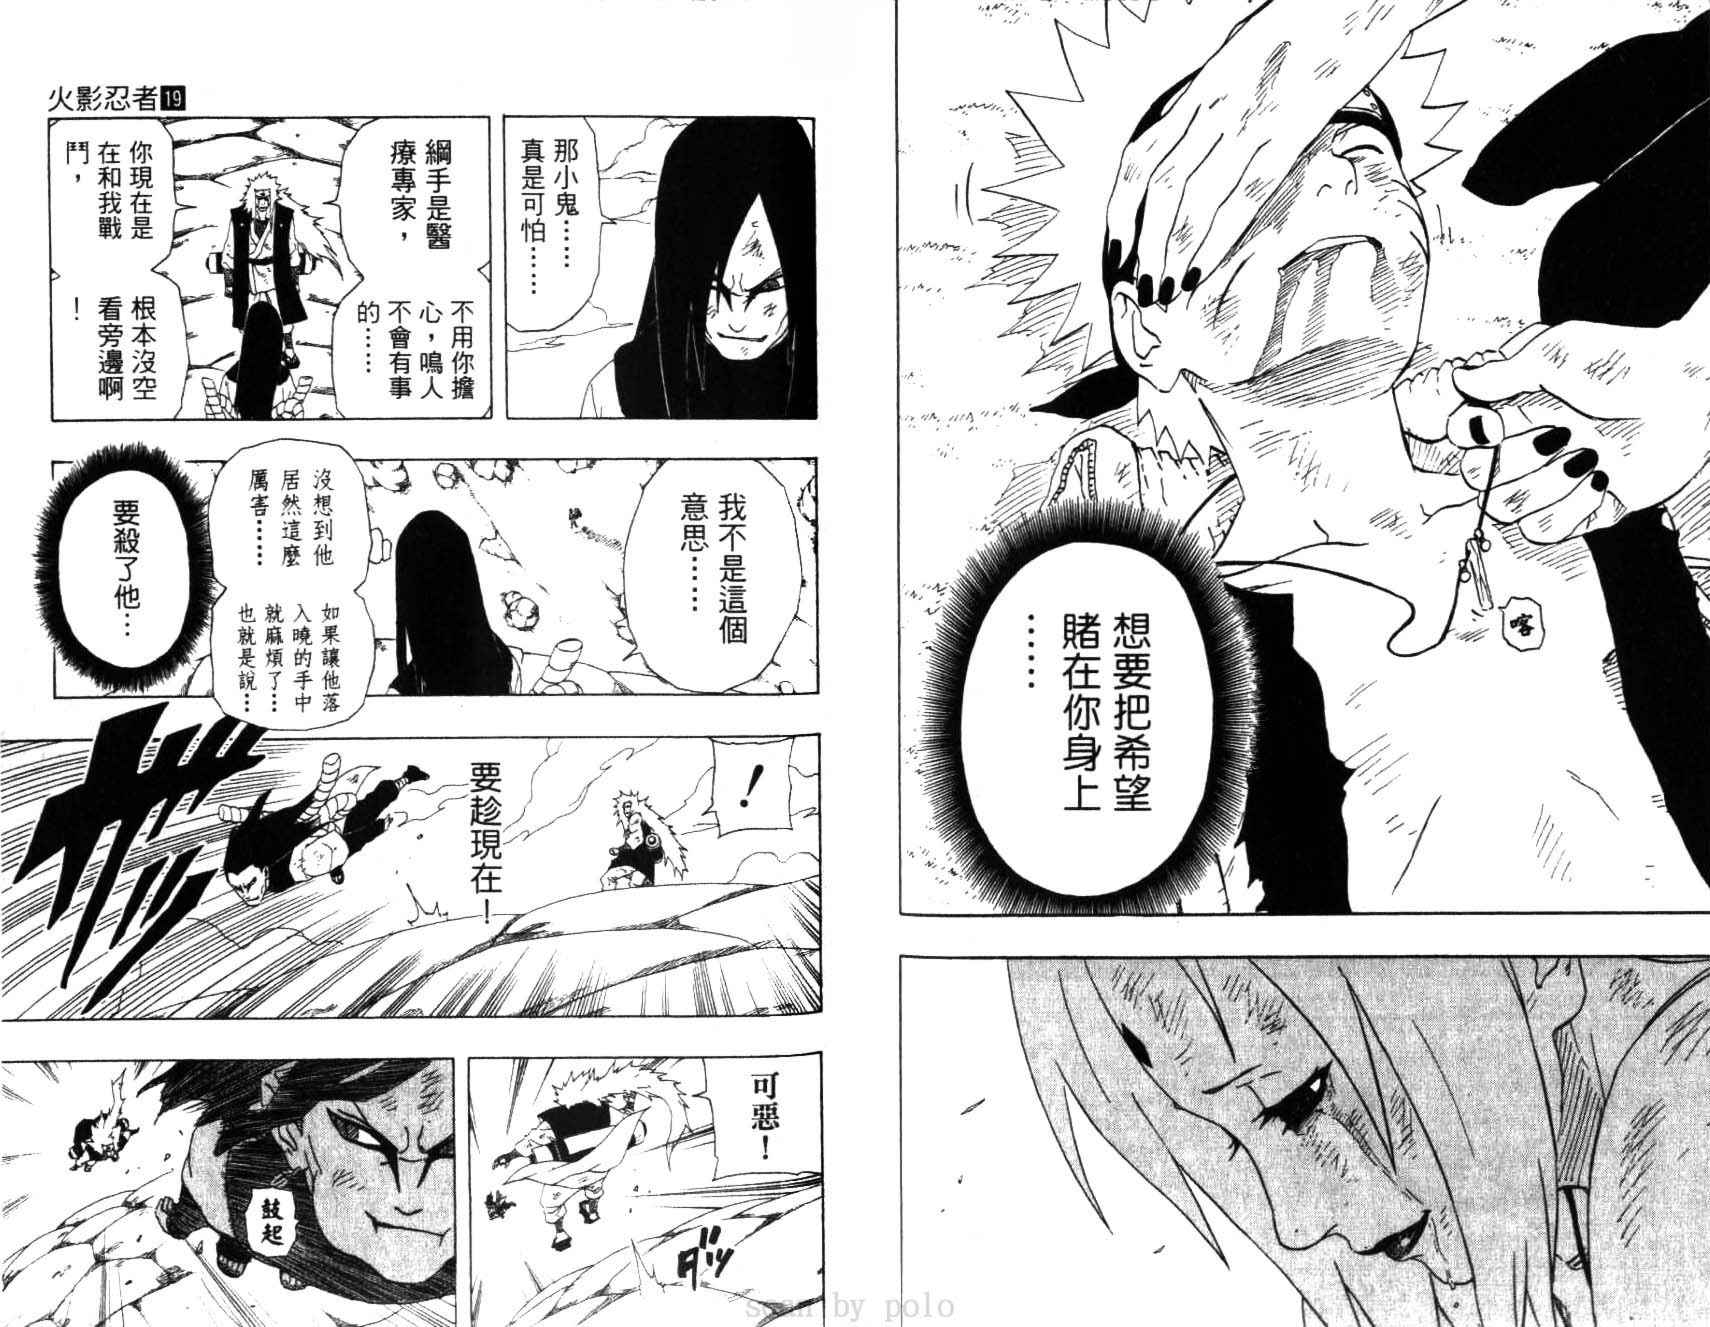 喀
想要把希望
賭在你身上
……
火影忍者19
那小鬼……
真是可怕……
綱手是醫
療專家，
不用你擔
心，鳴人
不會有事
的……
你現在是
在和我戰
鬥，
根本沒空
看旁邊啊
！
我不是這個
意思……
沒想到他
居然這麼
厲害……
如果讓他落
入曉的手中
就麻煩了…
也就是說…
要殺了他…
！
要趁現在！
ガガッ
可惡！
ダッ
鼓起
scan by polo